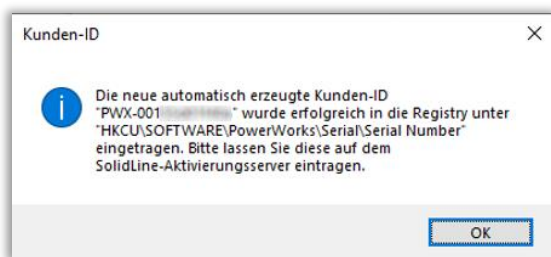 Kunden-ID
Die neue automatisch erzeugte Kunden-ID
"PWX-001 " wurde erfolgreich in die Registry unter
"HKCU\SOFTWARE\PowerWorks\Serial\Serial Number"
eingetragen. Bitte lassen Sie diese auf dem
SolidLine-Aktivierungsserver eintragen.
OK